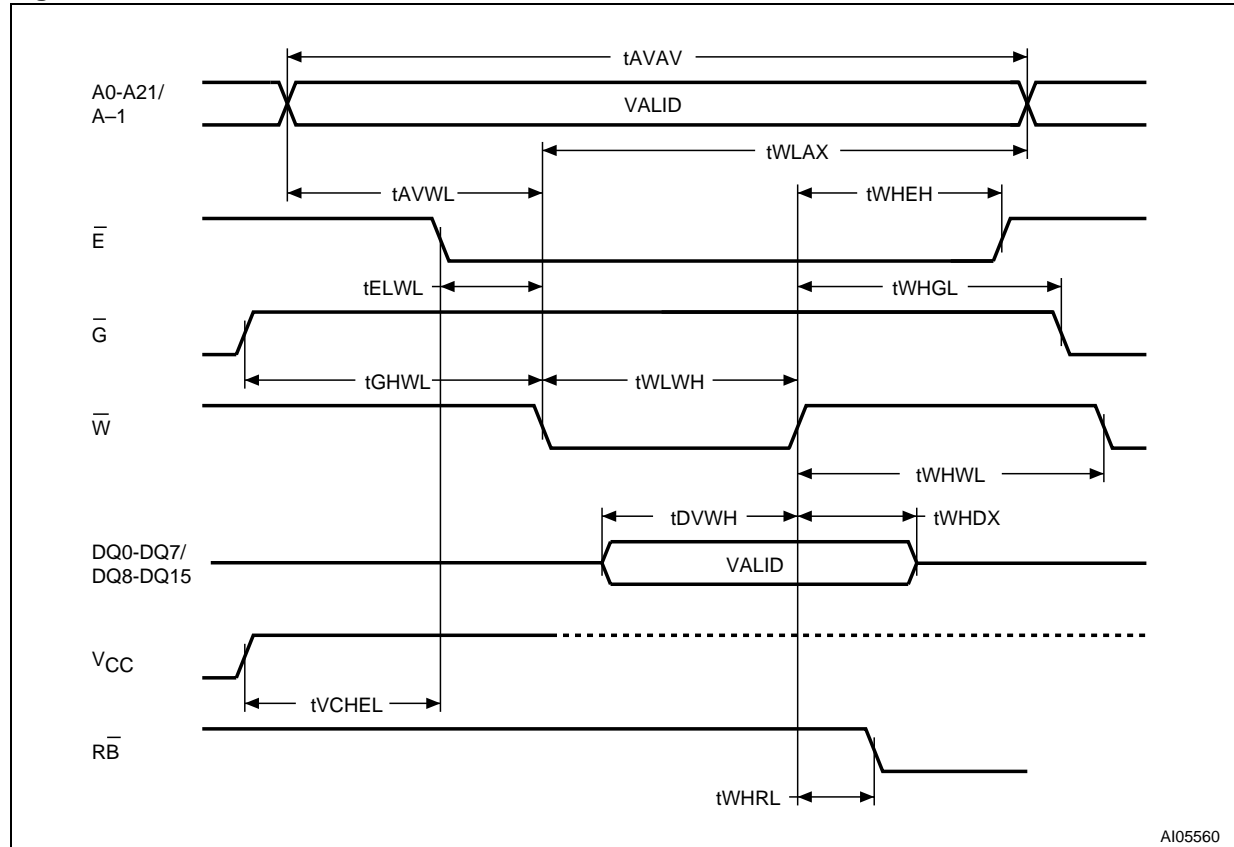 tAVAV
A0-A21/
A–1
VALID
tWLAX
tAVWL
tWHEH
E̅
tELWL
tWHGL
G̅
tGHWL
tWLWH
W̅
tWHWL
tDVWH
tWHDX
DQ0-DQ7/
DQ8-DQ15
VALID
VCC
tVCHEL
RB̅
tWHRL
AI05560